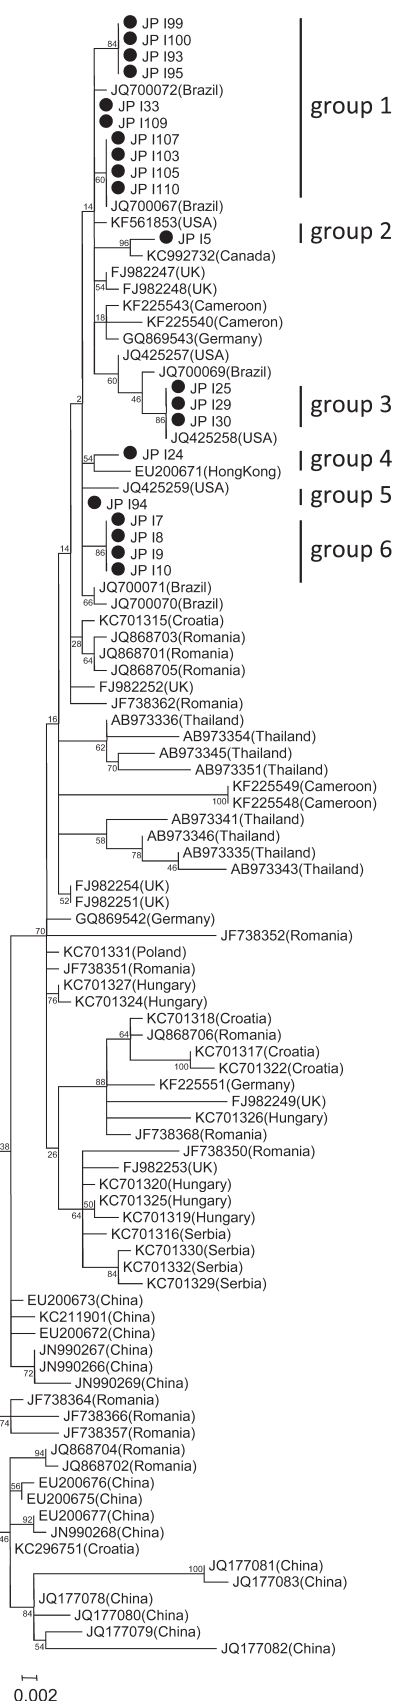 84
JP I99
JP I100
JP I93
JP I95
JQ700072(Brazil)
JP I33
JP I109
group 1
JP I107
JP I103
JP I105
60
JP I110
JQ700067(Brazil)
14
KF561853(USA)
group 2
96
JP I5
KC992732(Canada)
FJ982247(UK)
54
FJ982248(UK)
KF225543(Cameroon)
18
KF225540(Cameron)
GQ869543(Germany)
JQ425257(USA)
60
JQ700069(Brazil)
46
JP I25
JP I29
group 3
86
JP I30
JQ425258(USA)
2
54
JP I24
group 4
EU200671(HongKong)
JQ425259(USA)
group 5
JP I94
JP I7
JP I8
group 6
86
JP I9
JP I10
14
JQ700071(Brazil)
66
JQ700070(Brazil)
KC701315(Croatia)
28
JQ868703(Romania)
64
JQ868701(Romania)
JQ868705(Romania)
FJ982252(UK)
JF738362(Romania)
16
AB973336(Thailand)
62
AB973354(Thailand)
AB973345(Thailand)
70
AB973351(Thailand)
KF225549(Cameroon)
100
KF225548(Cameroon)
AB973341(Thailand)
58
AB973346(Thailand)
78
AB973335(Thailand)
46
AB973343(Thailand)
FJ982254(UK)
52
FJ982251(UK)
GQ869542(Germany)
70
JF738352(Romania)
KC701331(Poland)
JF738351(Romania)
KC701327(Hungary)
76
KC701324(Hungary)
KC701318(Croatia)
64
JQ868706(Romania)
KC701317(Croatia)
100
KC701322(Croatia)
88
KF225551(Germany)
FJ982249(UK)
KC701326(Hungary)
JF738368(Romania)
38
26
JF738350(Romania)
FJ982253(UK)
KC701320(Hungary)
50
KC701325(Hungary)
64
KC701319(Hungary)
KC701316(Serbia)
KC701330(Serbia)
84
KC701332(Serbia)
KC701329(Serbia)
EU200673(China)
KC211901(China)
EU200672(China)
JN990267(China)
72
JN990266(China)
JN990269(China)
JF738364(Romania)
74
JF738366(Romania)
JF738357(Romania)
94
JQ868704(Romania)
JQ868702(Romania)
56
EU200676(China)
EU200675(China)
92
EU200677(China)
JN990268(China)
46
KC296751(Croatia)
100
JQ177081(China)
JQ177083(China)
JQ177078(China)
84
JQ177080(China)
JQ177079(China)
54
JQ177082(China)
0.002